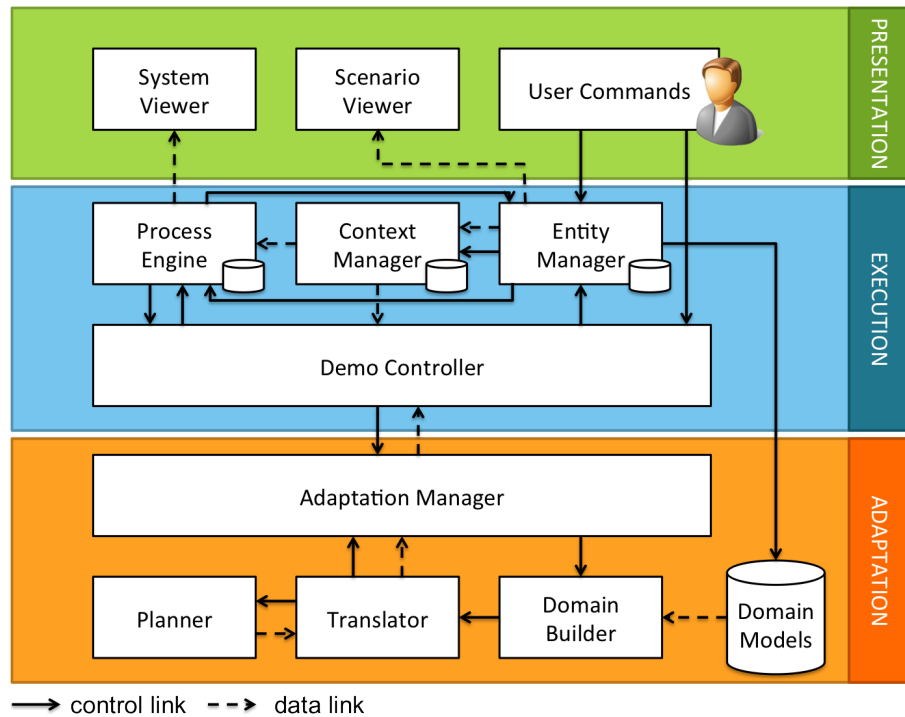 System
Viewer
Scenario
Viewer
User Commands
PRESENTATION
Process
Engine
Context
Manager
Entity
Manager
EXECUTION
Demo Controller
Adaptation Manager
ADAPTATION
Planner
Translator
Domain
Builder
Domain
Models
control link
data link